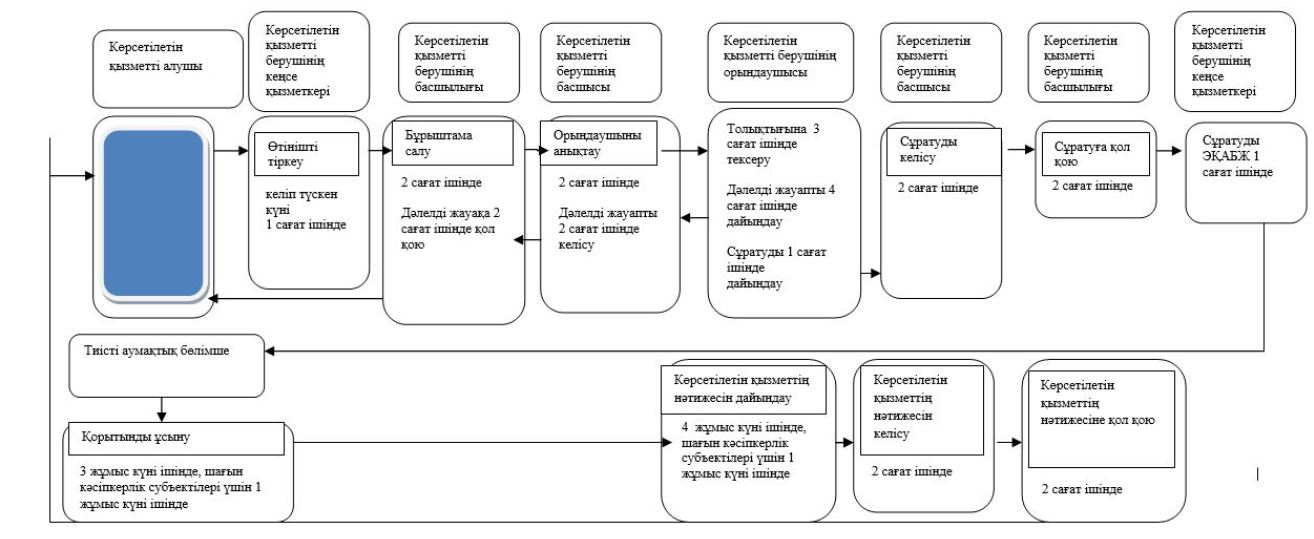 Көрсетілетін
қызметті алушы
Көрсетілетін
қызметті
берушінің
кеңсе
қызметкері
Көрсетілетін
қызметті
берушінің
басшылығы
Көрсетілетін
қызметті
берушінің
басшысы
Көрсетілетін
қызметті берушінің
орындаушысы
Көрсетілетін
қызметті
берушінің
басшысы
Көрсетілетін
қызметті
берушінің
басшылығы
Көрсетілетін
қызметті
берушінің
кеңсе
қызметкері
Өтінішті
тіркеу
келіп түскен
күні
1 сағат ішінде
Бұрыштама
салу
2 сағат ішінде
Дәлелді жауақа 2
сағат ішінде қол
қою
Орындаушыны
анықтау
2 сағат ішінде
Дәлелді жауапты
2 сағат ішінде
келісу
Толықтығына 3
сағат ішінде
тексеру
Дәлелді жауапты 4
сағат ішінде
дайындау
Сұратуды 1 сағат
ішінде
дайындау
Сұратуды
келісу
2 сағат ішінде
Сұратуға қол
қою
2 сағат ішінде
Сұратуды
ЭҚАБЖ 1
сағат ішінде
Тиісті аумақтық бөлімше
Қорытынды ұсыну
3 жұмыс күні ішінде, шағын
кәсіпкерлік субъектілері үшін 1
жұмыс күні ішінде
Көрсетілетін қызметтің
нәтижесін дайындау
4 жұмыс күні ішінде,
шағын кәсіпкерлік
субъектілері үшін 1
жұмыс күні ішінде
Көрсетілетін
қызметтің
нәтижесін
келісу
2 сағат ішінде
Көрсетілетін
қызметтің
нәтижесіне қол қою
2 сағат ішінде